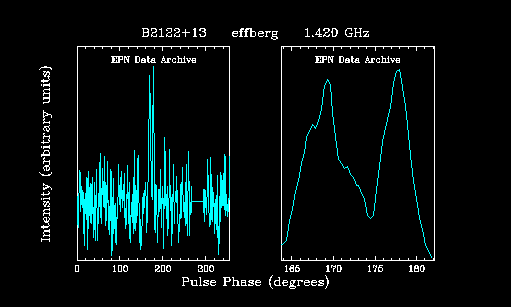 B2122+13 effberg 1.420 GHz
EPN Data Archive EPN Data Archive
Intensity (arbitrary units)
0 100 200 300 165 170 175 180
Pulse Phase (degrees)